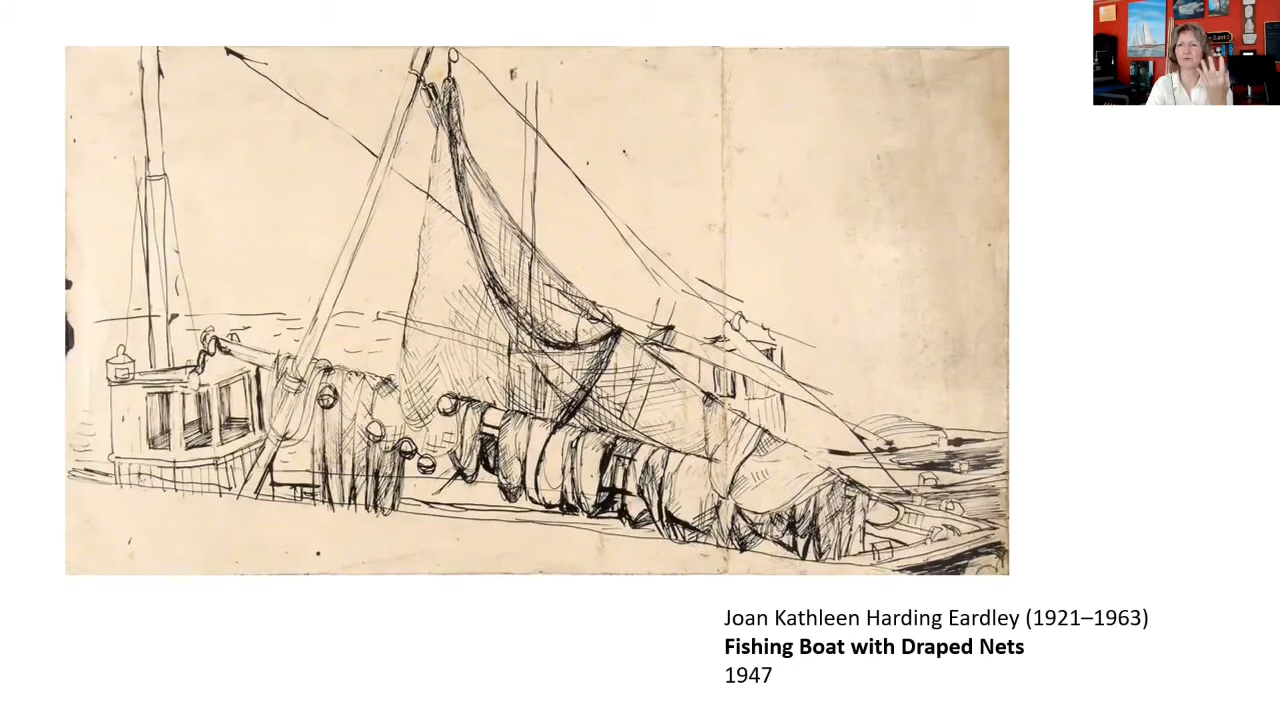 Joan Kathleen Harding Eardley (1921–1963)
Fishing Boat with Draped Nets
1947